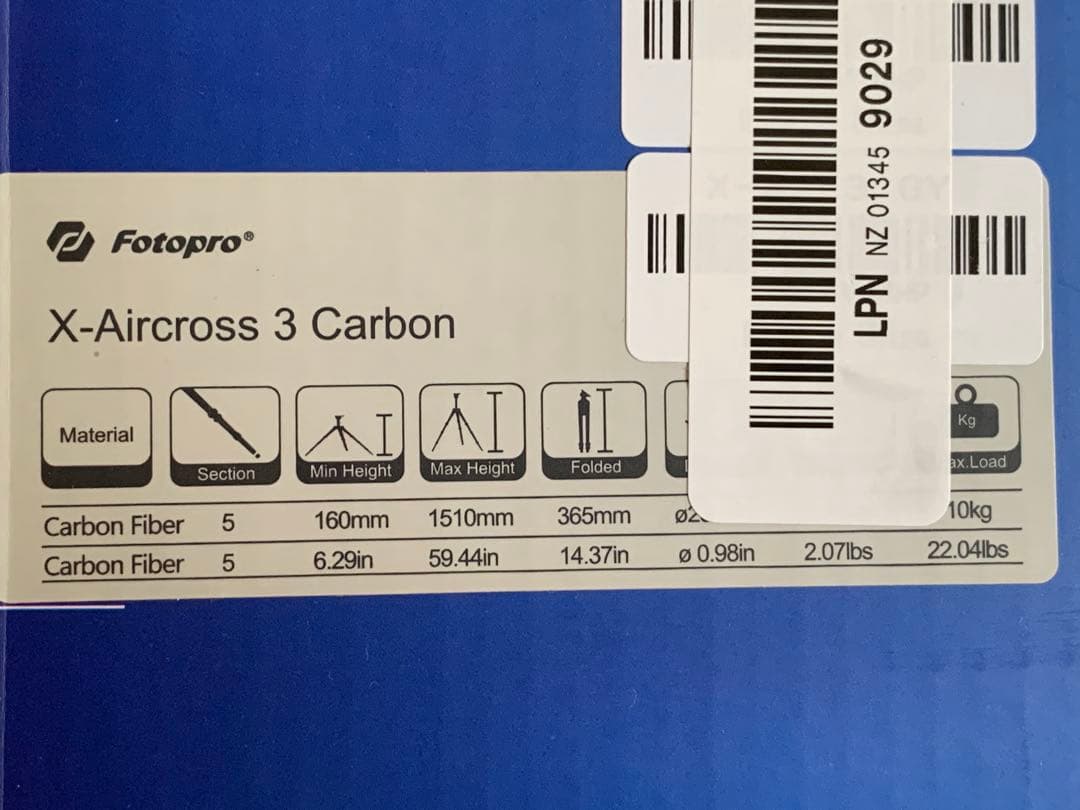 LPN NZ 01345 9029
Fotopro®
X-Aircross 3 Carbon
Material Section Min Height Max Height Folded Kg ax.Load
Carbon Fiber 5 160mm 1510mm 365mm 10kg
Carbon Fiber 5 6.29in 59.44in 14.37in ø 0.98in 2.07lbs 22.04lbs